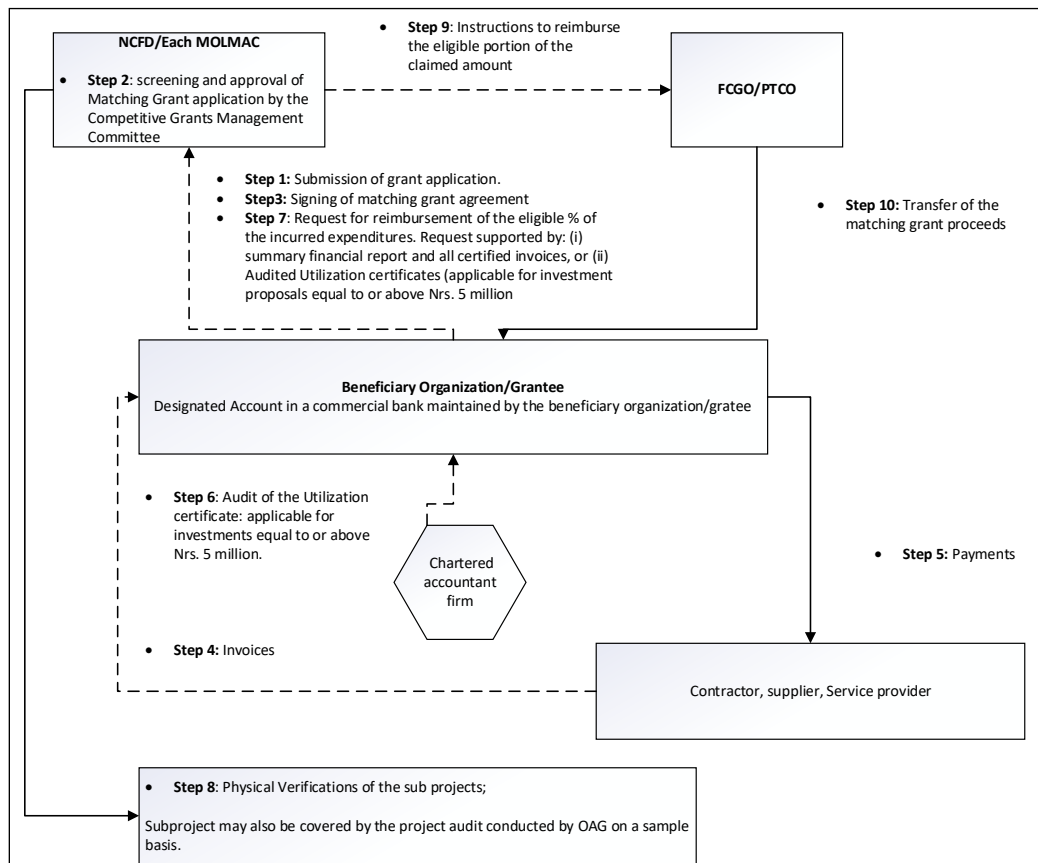 • Step 9: Instructions to reimburse
the eligible portion of the
claimed amount
NCFD/Each MOLMAC
• Step 2: screening and approval of
Matching Grant application by the
Competitive Grants Management
Committee
FCGO/PTCO
• Step 1: Submission of grant application.
• Step3: Signing of matching grant agreement
• Step 7: Request for reimbursement of the eligible % of
the incurred expenditures. Request supported by: (i)
summary financial report and all certified invoices, or (ii)
Audited Utilization certificates (applicable for investment
proposals equal to or above Nrs. 5 million
• Step 10: Transfer of the
matching grant proceeds
Beneficiary Organization/Grantee
Designated Account in a commercial bank maintained by the beneficiary organization/gratee
• Step 6: Audit of the Utilization
certificate: applicable for
investments equal to or above
Nrs. 5 million.
Chartered
accountant
firm
• Step 5: Payments
• Step 4: Invoices
Contractor, supplier, Service provider
• Step 8: Physical Verifications of the sub projects;
Subproject may also be covered by the project audit conducted by OAG on a sample
basis.